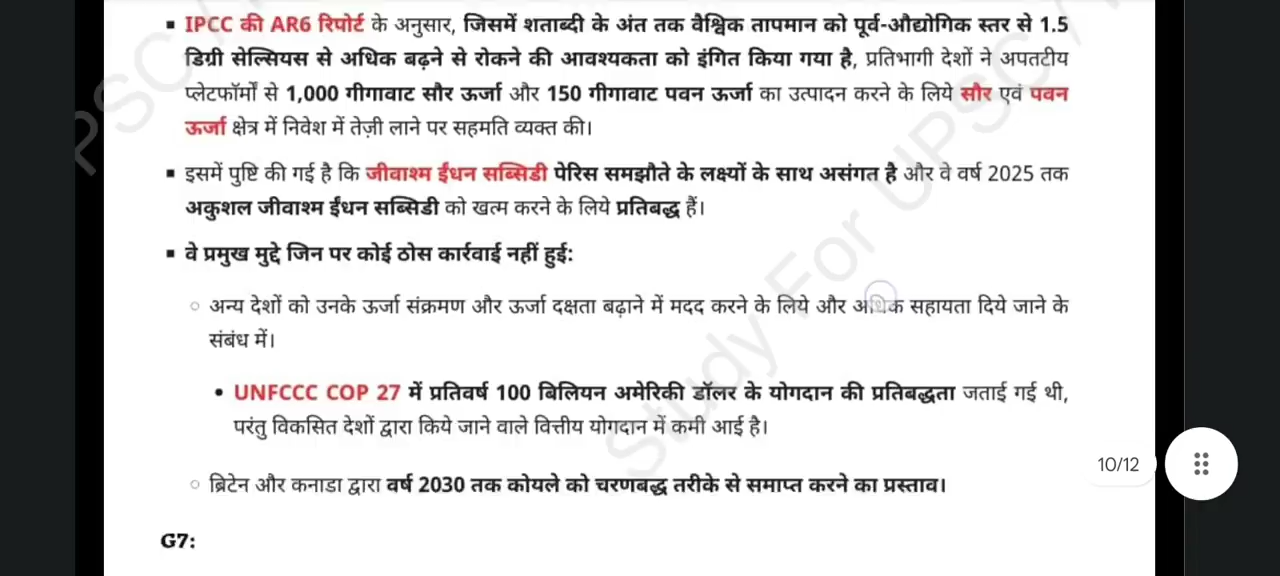 ▪ IPCC की AR6 रिपोर्ट के अनुसार, जिसमें शताब्दी के अंत तक वैश्विक तापमान को पूर्व-औद्योगिक स्तर से 1.5
डिग्री सेल्सियस से अधिक बढ़ने से रोकने की आवश्यकता को इंगित किया गया है, प्रतिभागी देशों ने अपतटीय
प्लेटफॉर्मों से 1,000 गीगावाट सौर ऊर्जा और 150 गीगावाट पवन ऊर्जा का उत्पादन करने के लिये सौर एवं पवन
ऊर्जा क्षेत्र में निवेश में तेज़ी लाने पर सहमति व्यक्त की।
▪ इसमें पुष्टि की गई है कि जीवाश्म ईंधन सब्सिडी पेरिस समझौते के लक्ष्यों के साथ असंगत है और वे वर्ष 2025 तक
अकुशल जीवाश्म ईंधन सब्सिडी को खत्म करने के लिये प्रतिबद्ध हैं।
▪ वे प्रमुख मुद्दे जिन पर कोई ठोस कार्रवाई नहीं हुई:
○ अन्य देशों को उनके ऊर्जा संक्रमण और ऊर्जा दक्षता बढ़ाने में मदद करने के लिये और अधिक सहायता दिये जाने के
संबंध में।
• UNFCCC COP 27 में प्रतिवर्ष 100 बिलियन अमेरिकी डॉलर के योगदान की प्रतिबद्धता जताई गई थी,
परंतु विकसित देशों द्वारा किये जाने वाले वित्तीय योगदान में कमी आई है।
10/12
○ ब्रिटेन और कनाडा द्वारा वर्ष 2030 तक कोयले को चरणबद्ध तरीके से समाप्त करने का प्रस्ताव।
G7:
PSC
Study For UPSC /